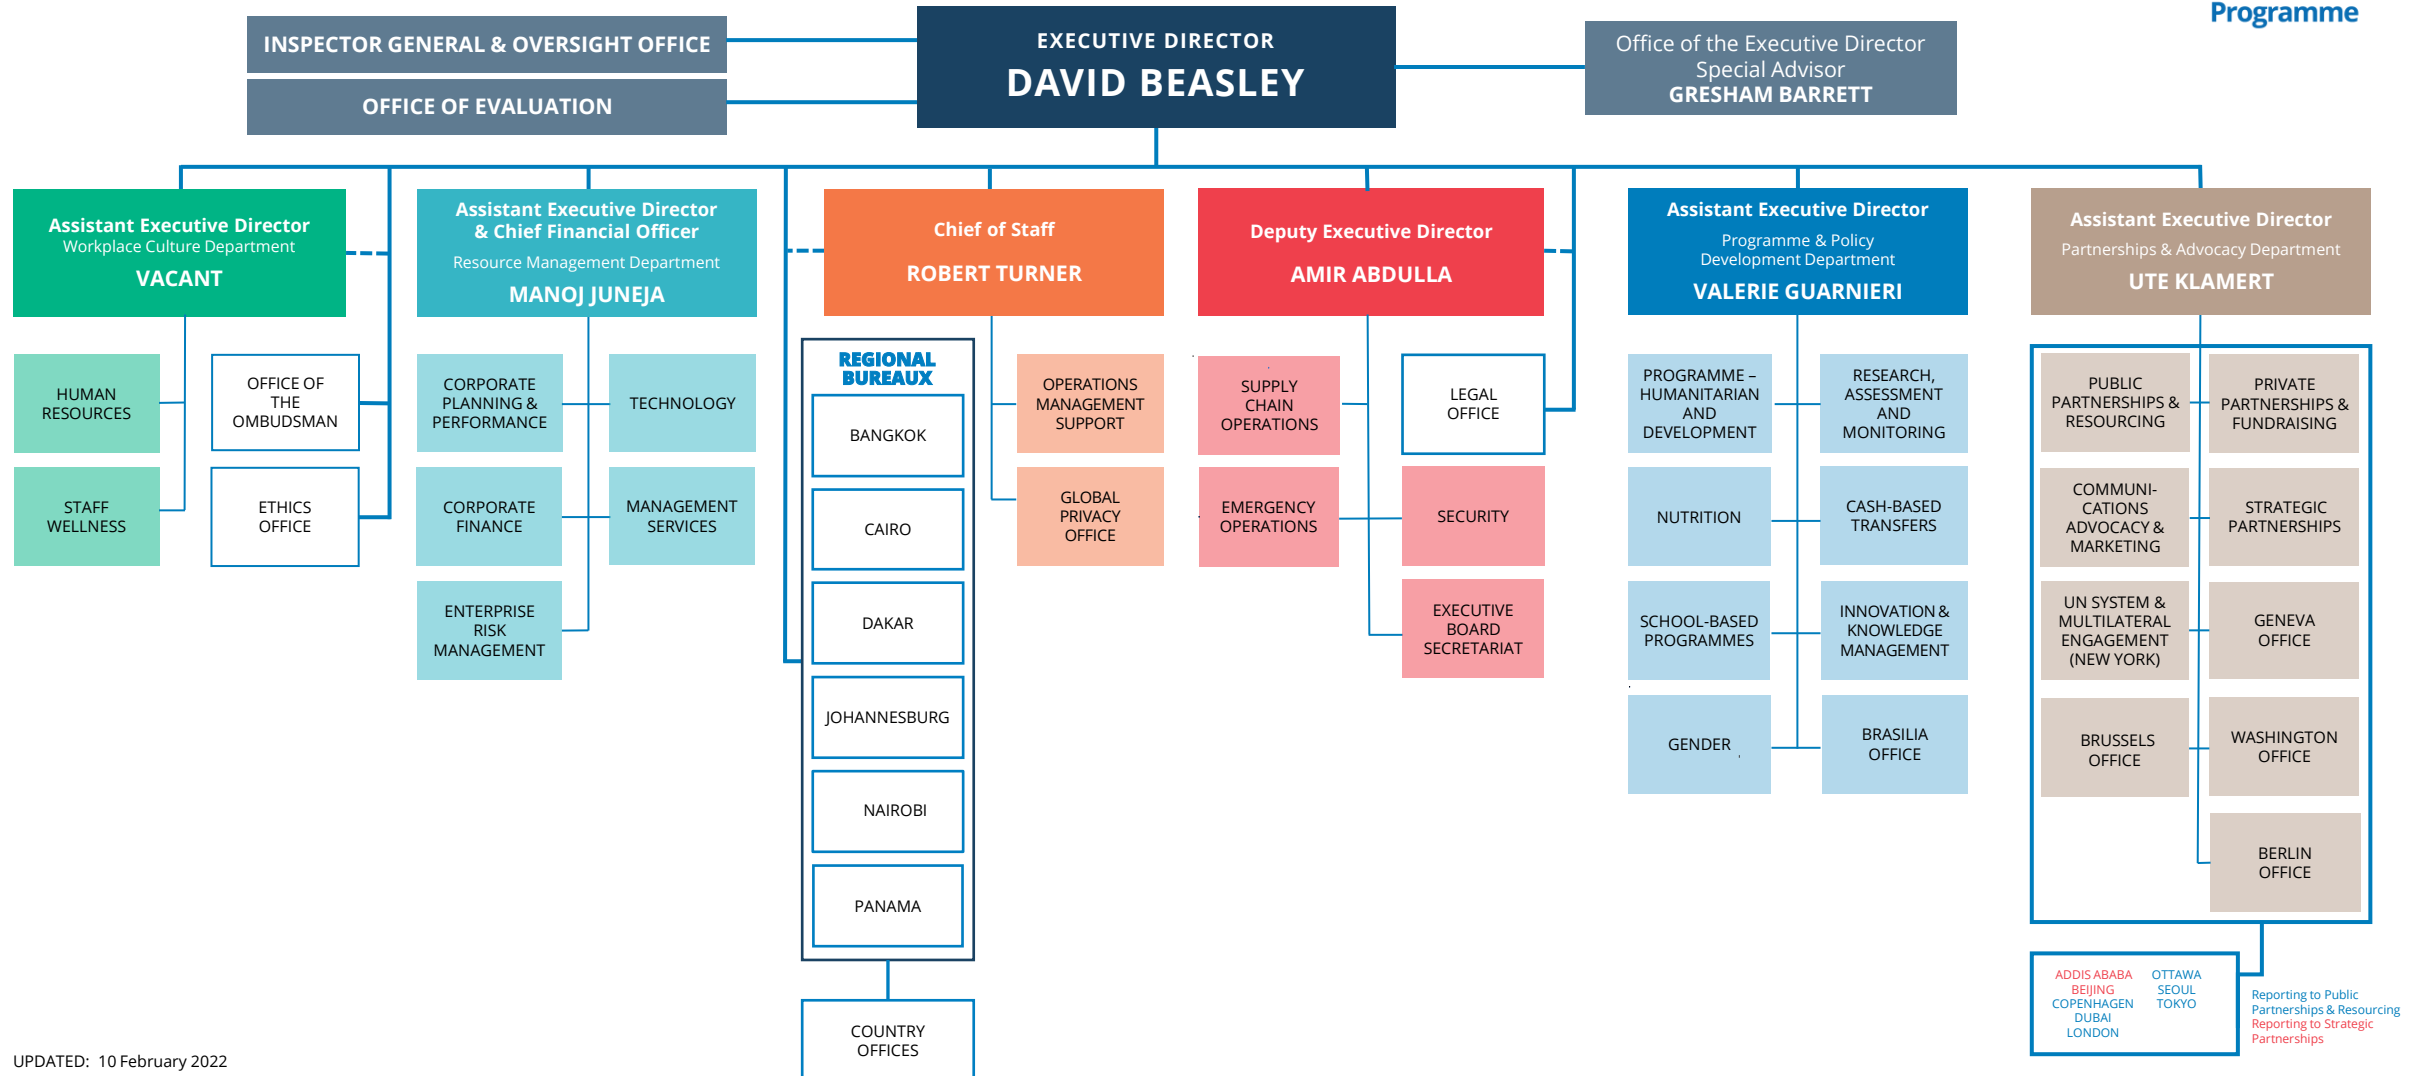 Programme
INSPECTOR GENERAL & OVERSIGHT OFFICE
OFFICE OF EVALUATION
EXECUTIVE DIRECTOR
DAVID BEASLEY
Office of the Executive Director
Special Advisor
GRESHAM BARRETT
Assistant Executive Director
Workplace Culture Department
VACANT
Assistant Executive Director
& Chief Financial Officer
Resource Management Department
MANOJ JUNEJA
Chief of Staff
ROBERT TURNER
Deputy Executive Director
AMIR ABDULLA
Assistant Executive Director
Programme & Policy
Development Department
VALERIE GUARNIERI
Assistant Executive Director
Partnerships & Advocacy Department
UTE KLAMERT
HUMAN
RESOURCES
STAFF
WELLNESS
OFFICE OF
THE
OMBUDSMAN
ETHICS
OFFICE
CORPORATE
PLANNING &
PERFORMANCE
TECHNOLOGY
CORPORATE
FINANCE
MANAGEMENT
SERVICES
ENTERPRISE
RISK
MANAGEMENT
REGIONAL
BUREAUX
BANGKOK
CAIRO
DAKAR
JOHANNESBURG
NAIROBI
PANAMA
COUNTRY
OFFICES
OPERATIONS
MANAGEMENT
SUPPORT
GLOBAL
PRIVACY
OFFICE
SUPPLY
CHAIN
OPERATIONS
LEGAL
OFFICE
EMERGENCY
OPERATIONS
SECURITY
EXECUTIVE
BOARD
SECRETARIAT
PROGRAMME –
HUMANITARIAN
AND
DEVELOPMENT
RESEARCH,
ASSESSMENT
AND
MONITORING
NUTRITION
CASH-BASED
TRANSFERS
SCHOOL-BASED
PROGRAMMES
INNOVATION &
KNOWLEDGE
MANAGEMENT
GENDER
BRASILIA
OFFICE
PUBLIC
PARTNERSHIPS &
RESOURCING
PRIVATE
PARTNERSHIPS &
FUNDRAISING
COMMUNI-
CATIONS
ADVOCACY &
MARKETING
STRATEGIC
PARTNERSHIPS
UN SYSTEM &
MULTILATERAL
ENGAGEMENT
(NEW YORK)
GENEVA
OFFICE
BRUSSELS
OFFICE
WASHINGTON
OFFICE
BERLIN
OFFICE
ADDIS ABABA
BEIJING
COPENHAGEN
DUBAI
LONDON
OTTAWA
SEOUL
TOKYO
Reporting to Public
Partnerships & Resourcing
Reporting to Strategic
Partnerships
UPDATED: 10 February 2022